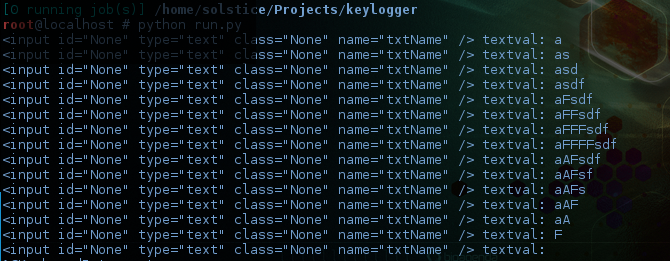 [0 running job(s)] /home/solstice/Projects/keylogger
root@localhost # python run.py
<input id="None" type="text" class="None" name="txtName" /> textval: a
<input id="None" type="text" class="None" name="txtName" /> textval: as
<input id="None" type="text" class="None" name="txtName" /> textval: asd
<input id="None" type="text" class="None" name="txtName" /> textval: asdf
<input id="None" type="text" class="None" name="txtName" /> textval: aFsdf
<input id="None" type="text" class="None" name="txtName" /> textval: aFFsdf
<input id="None" type="text" class="None" name="txtName" /> textval: aFFFsdf
<input id="None" type="text" class="None" name="txtName" /> textval: aFFFFsdf
<input id="None" type="text" class="None" name="txtName" /> textval: aAFsdf
<input id="None" type="text" class="None" name="txtName" /> textval: aAFsf
<input id="None" type="text" class="None" name="txtName" /> textval: aAFs
<input id="None" type="text" class="None" name="txtName" /> textval: aAF
<input id="None" type="text" class="None" name="txtName" /> textval: aA
<input id="None" type="text" class="None" name="txtName" /> textval: F
<input id="None" type="text" class="None" name="txtName" /> textval: